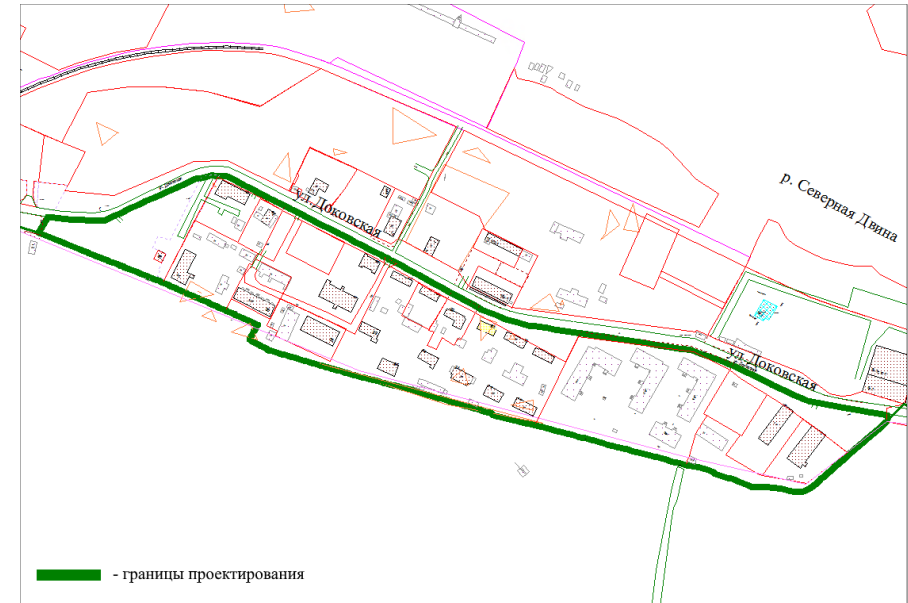 р. Северная Двина
ул. Доковская
ул. Доковская
- границы проектирования